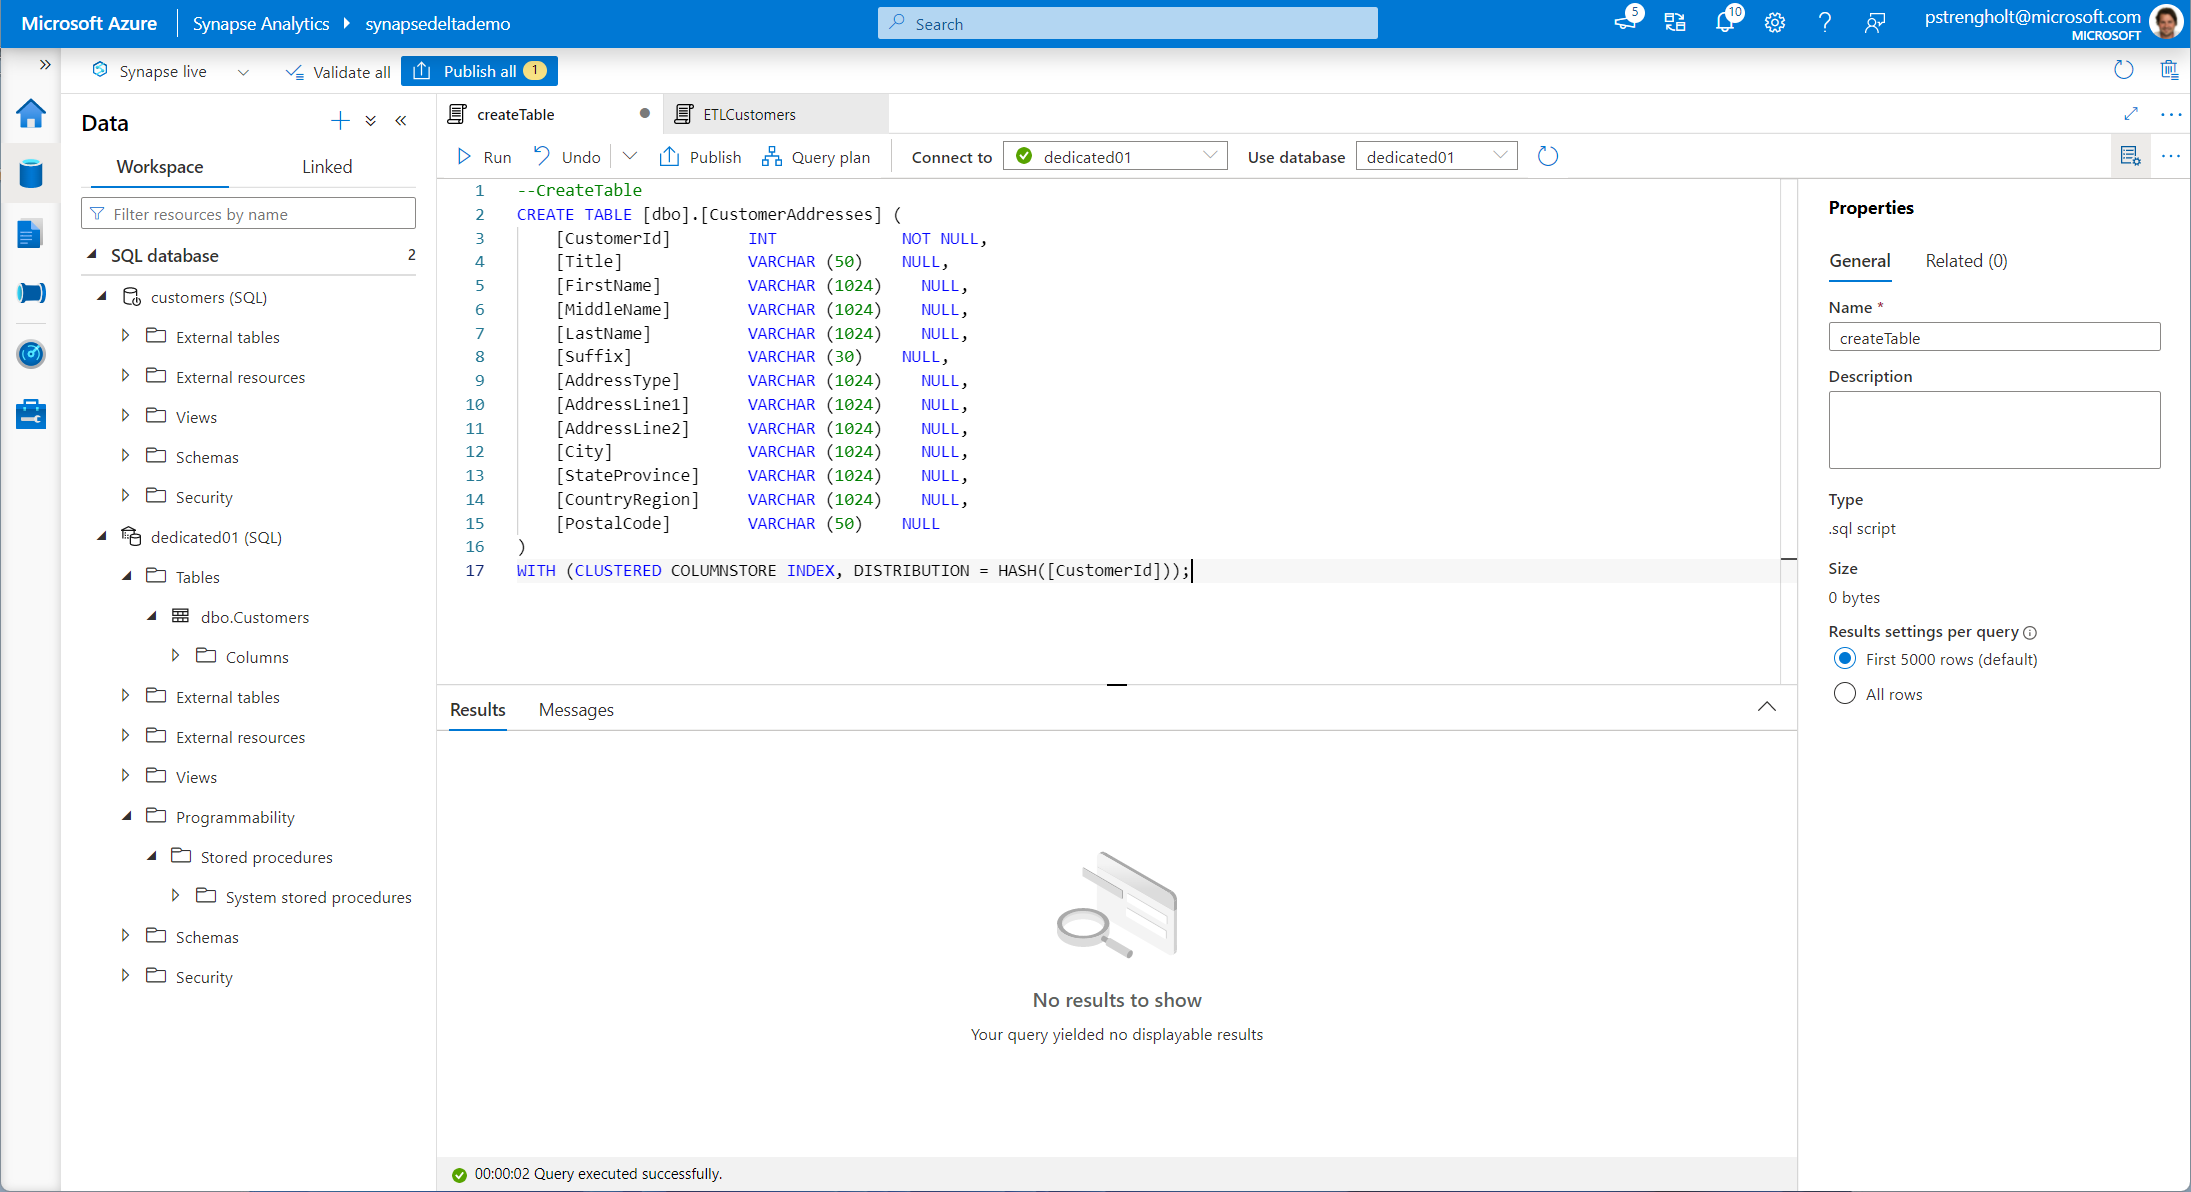 Microsoft Azure
Synapse Analytics
synapsedeltademo
Search
5
10
pstrengholt@microsoft.com
MICROSOFT
Synapse live
Validate all
Publish all 1
Data
Workspace
Linked
Filter resources by name
SQL database 2
customers (SQL)
External tables
External resources
Views
Schemas
Security
dedicated01 (SQL)
Tables
dbo.Customers
Columns
External tables
External resources
Views
Programmability
Stored procedures
System stored procedures
Schemas
Security
createTable
ETLCustomers
Run
Undo
Publish
Query plan
Connect to
dedicated01
Use database
dedicated01
1 --CreateTable
2 CREATE TABLE [dbo].[CustomerAddresses] (
3 [CustomerId] INT NOT NULL,
4 [Title] VARCHAR (50) NULL,
5 [FirstName] VARCHAR (1024) NULL,
6 [MiddleName] VARCHAR (1024) NULL,
7 [LastName] VARCHAR (1024) NULL,
8 [Suffix] VARCHAR (30) NULL,
9 [AddressType] VARCHAR (1024) NULL,
10 [AddressLine1] VARCHAR (1024) NULL,
11 [AddressLine2] VARCHAR (1024) NULL,
12 [City] VARCHAR (1024) NULL,
13 [StateProvince] VARCHAR (1024) NULL,
14 [CountryRegion] VARCHAR (1024) NULL,
15 [PostalCode] VARCHAR (50) NULL
16 )
17 WITH (CLUSTERED COLUMNSTORE INDEX, DISTRIBUTION = HASH([CustomerId]));
Results
Messages
No results to show
Your query yielded no displayable results
00:00:02 Query executed successfully.
Properties
General
Related (0)
Name *
createTable
Description
Type
.sql script
Size
0 bytes
Results settings per query
First 5000 rows (default)
All rows